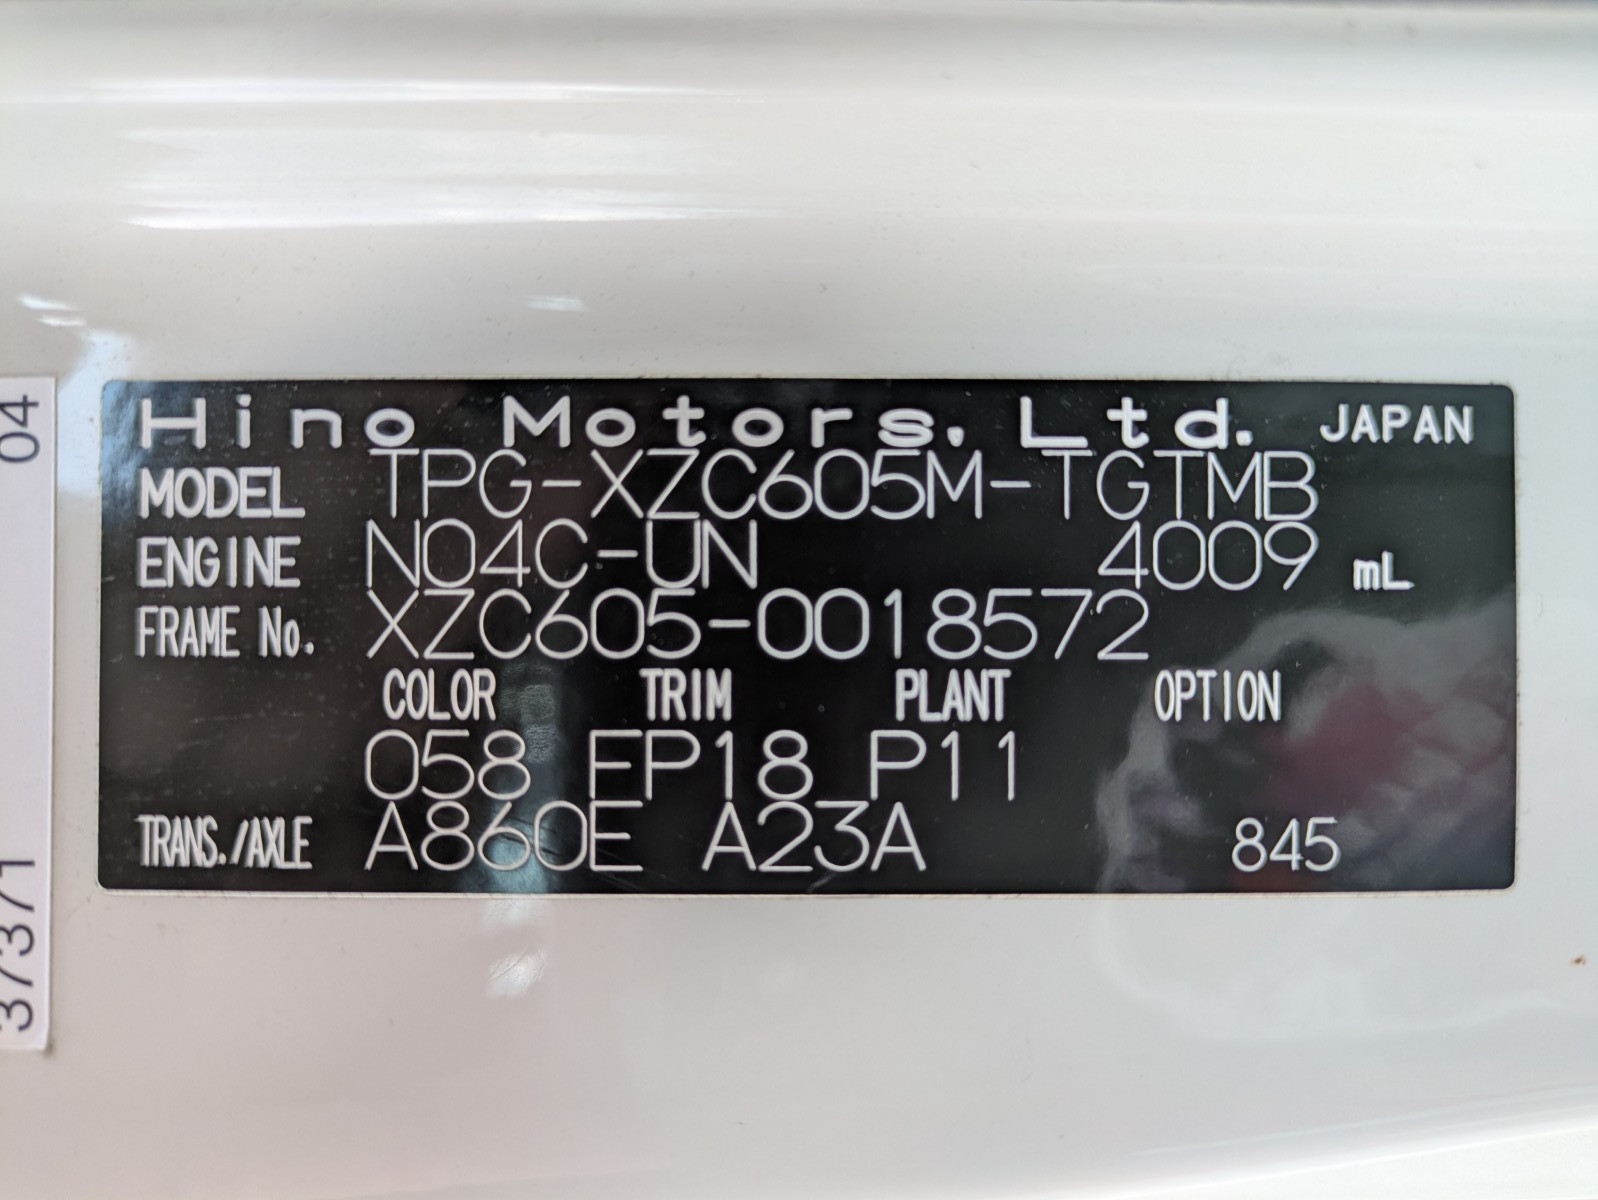 Hino Motors, Ltd. JAPAN
MODEL TPG-XZC605M-TGTMB
ENGINE N04C-UN 4009 mL
FRAME No. XZC605-0018572
COLOR TRIM PLANT OPTION
058 EP18 P11
TRANS./AXLE A860E A23A 845
37371 04